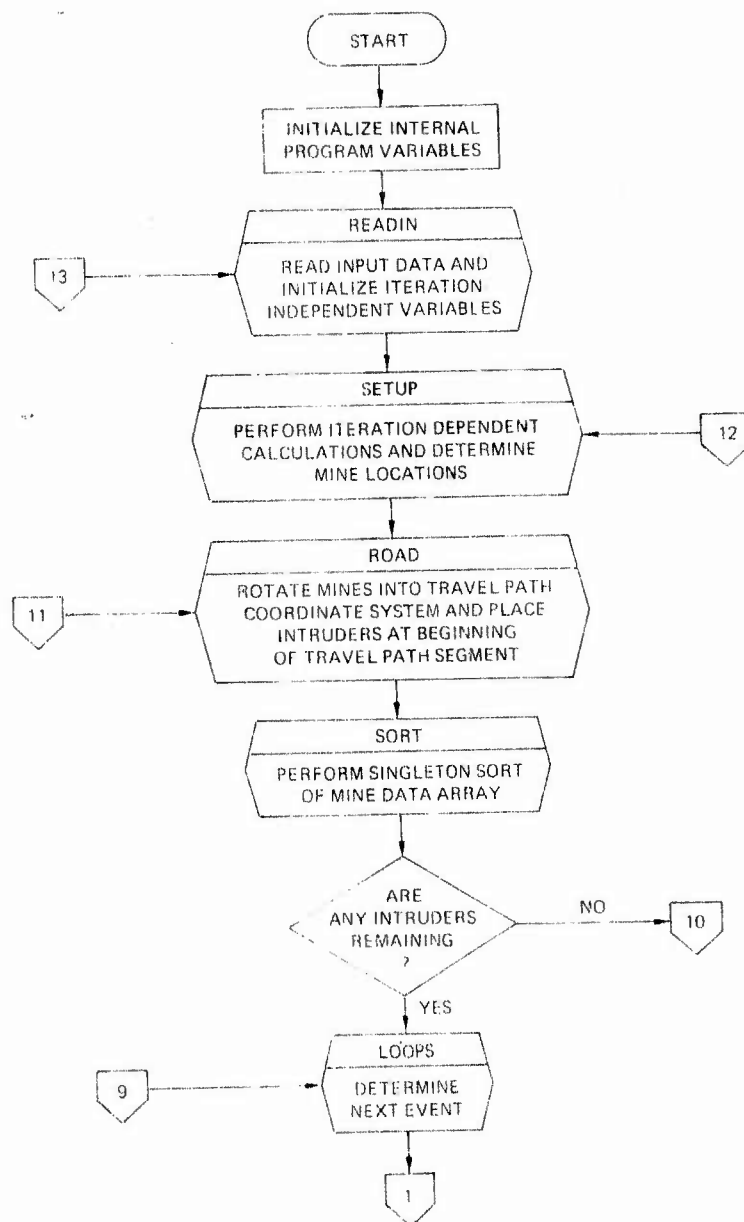 START
INITIALIZE INTERNAL
PROGRAM VARIABLES
READIN
13
READ INPUT DATA AND
INITIALIZE ITERATION
INDEPENDENT VARIABLES
SETUP
PERFORM ITERATION DEPENDENT
CALCULATIONS AND DETERMINE
MINE LOCATIONS
12
ROAD
11
ROTATE MINES INTO TRAVEL PATH
COORDINATE SYSTEM AND PLACE
INTRUDERS AT BEGINNING
OF TRAVEL PATH SEGMENT
SORT
PERFORM SINGLETON SORT
OF MINE DATA ARRAY
ARE
ANY INTRUDERS
REMAINING
?
NO
10
YES
LOOPS
9
DETERMINE
NEXT EVENT
1